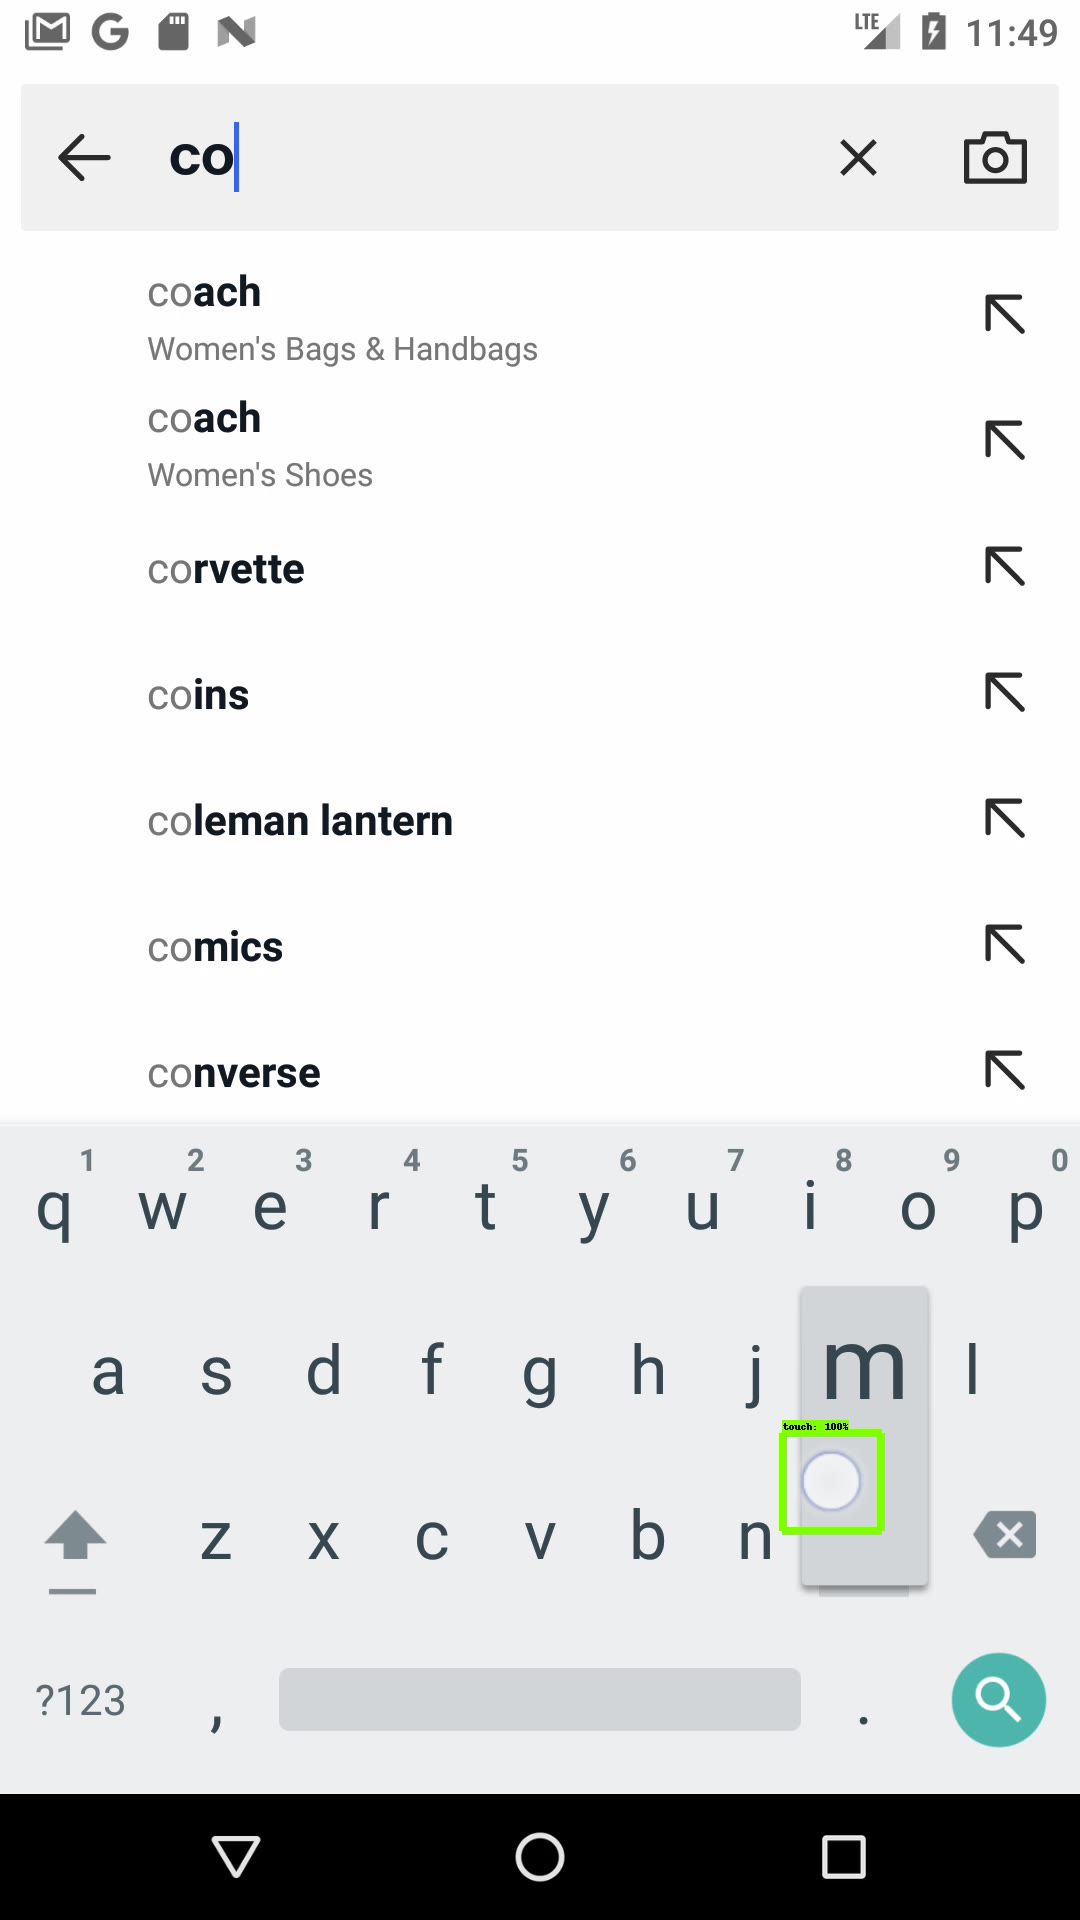 LTE 11:49
co
coach
Women's Bags & Handbags
coach
Women's Shoes
corvette
coins
coleman lantern
comics
converse
1 2 3 4 5 6 7 8 9 0
q w e r t y u i o p
a s d f g h j m l
touch: 100%
z x c v b n
?123 , .